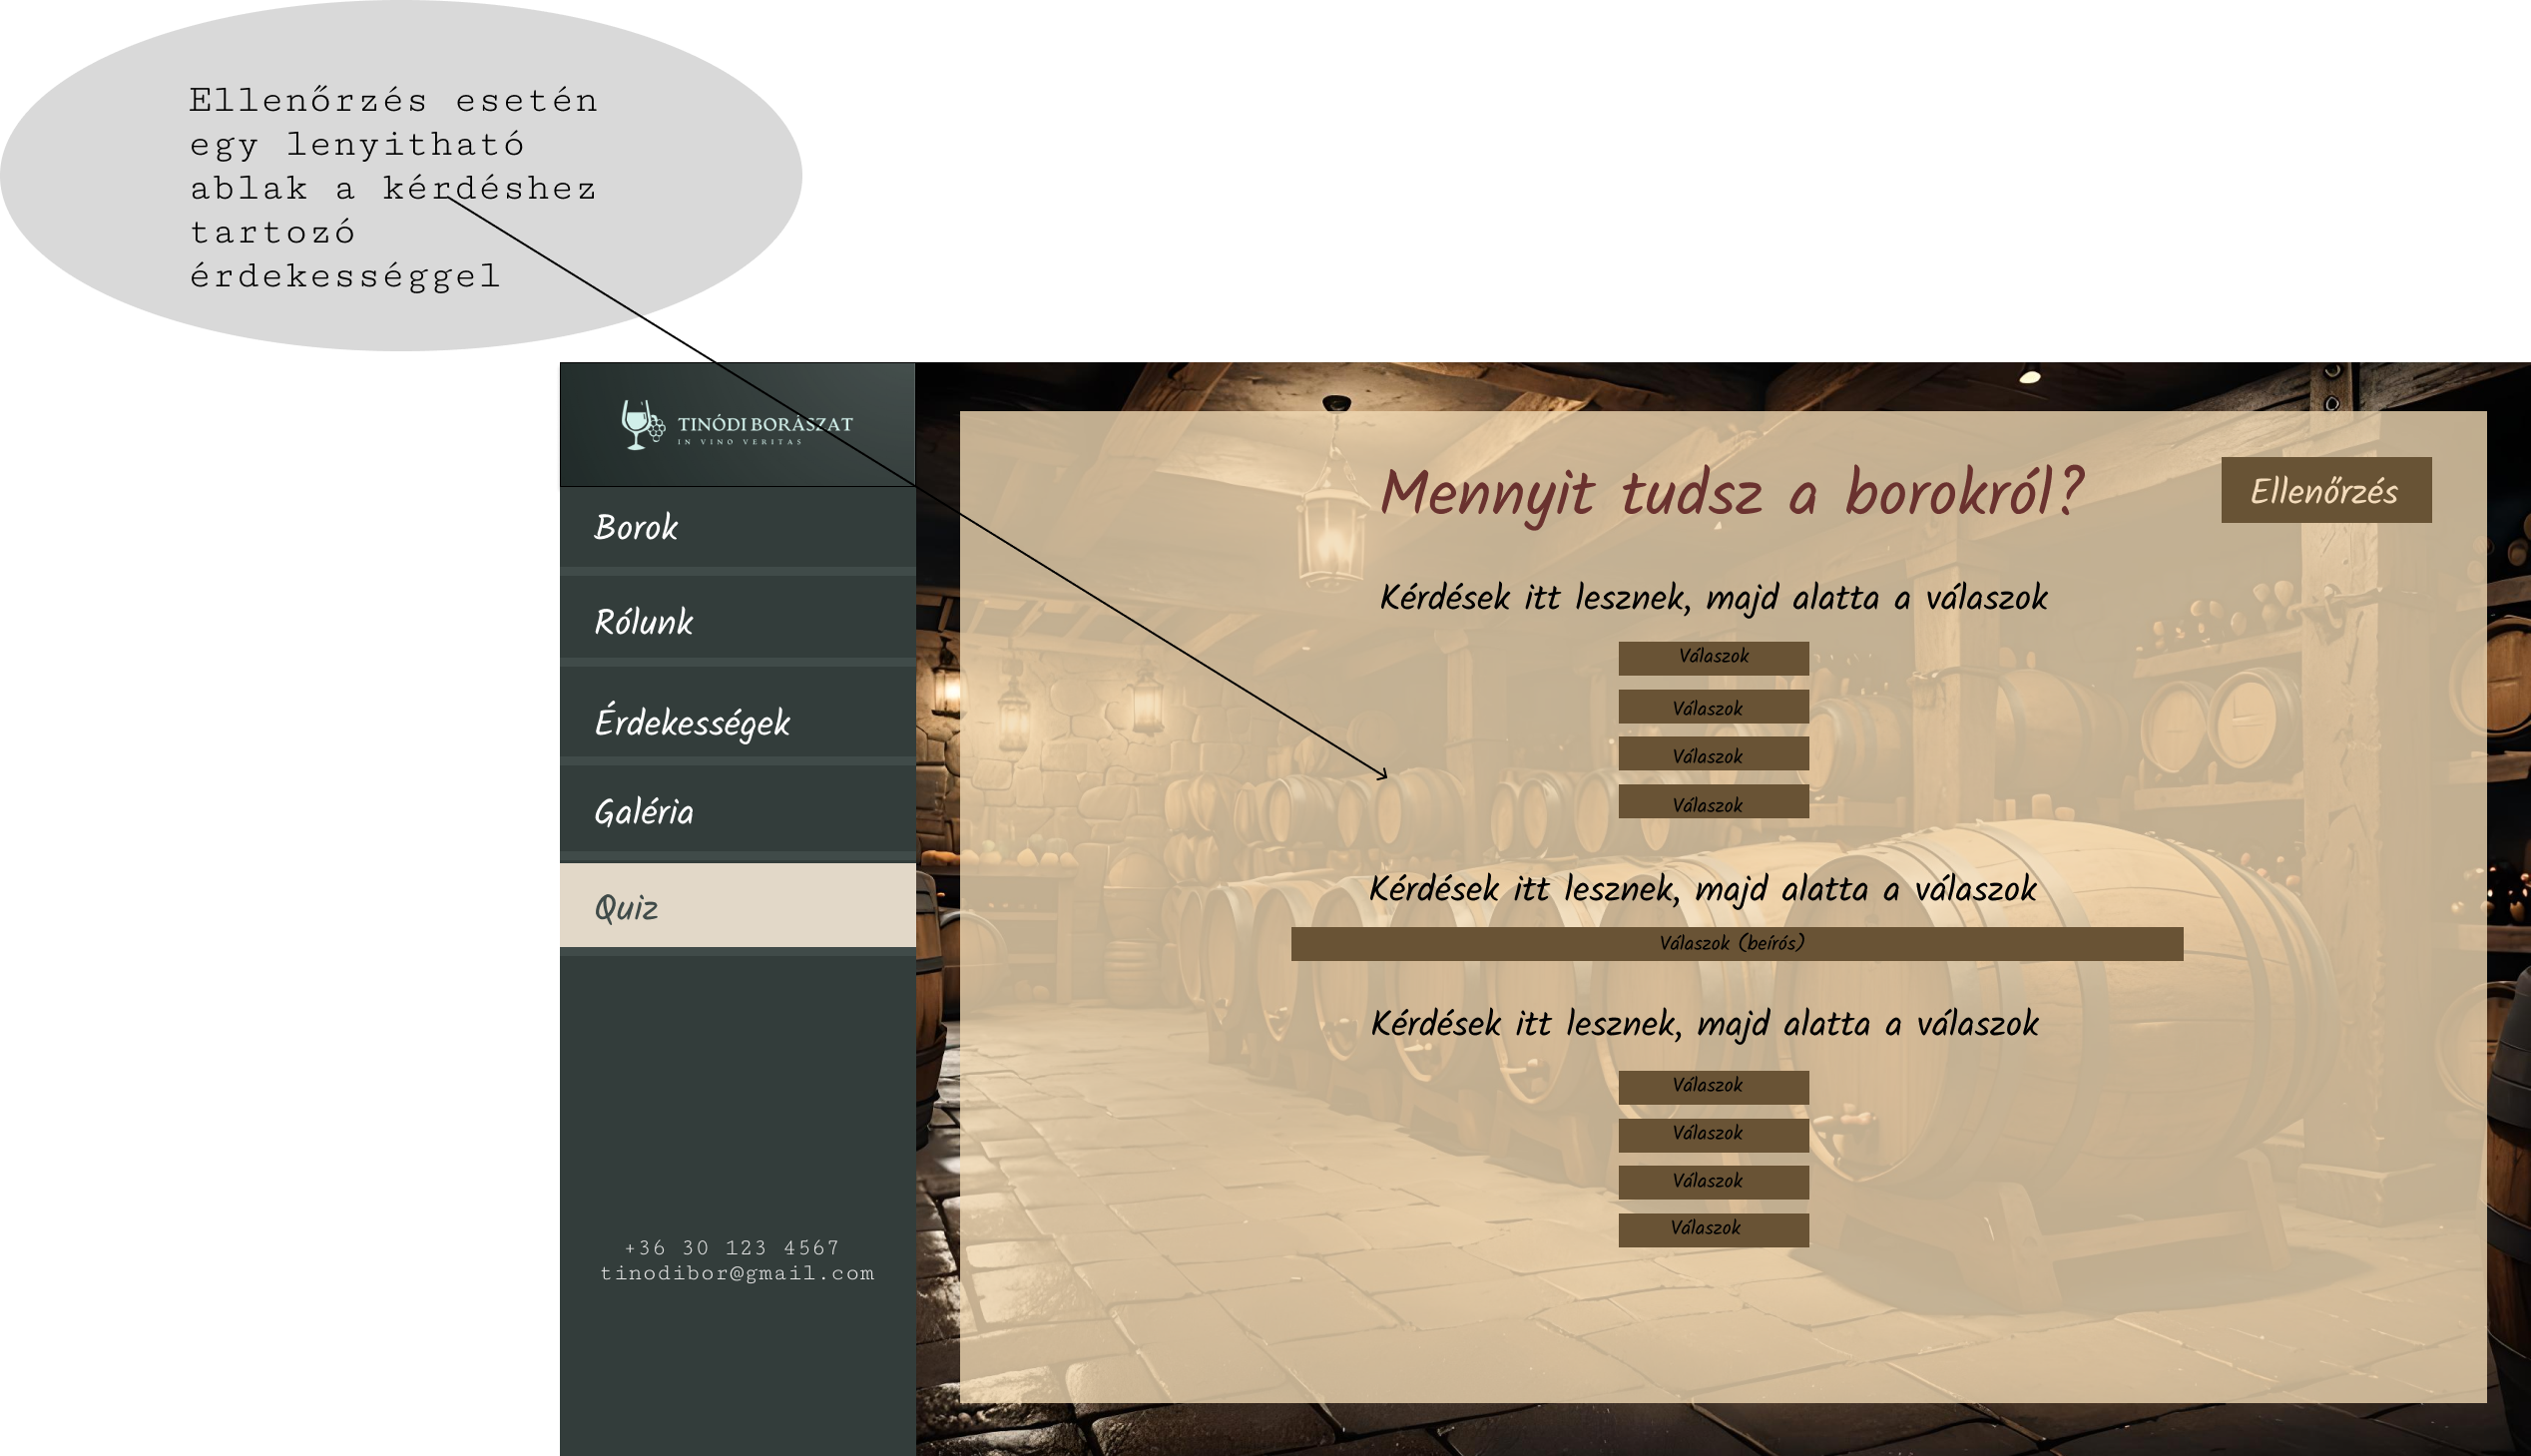 Ellenőrzés esetén
egy lenyitható
ablak a kérdéshez
tartozó
érdekességgel
TINÓDI BORÁSZAT
IN VINO VERITAS
Borok
Rólunk
Érdekességek
Galéria
Quiz
+36 30 123 4567
tinodibor@gmail.com
Mennyit tudsz a borokról?
Ellenőrzés
Kérdések itt lesznek, majd alatta a válaszok
Válaszok
Válaszok
Válaszok
Válaszok
Kérdések itt lesznek, majd alatta a válaszok
Válaszok (beírós)
Kérdések itt lesznek, majd alatta a válaszok
Válaszok
Válaszok
Válaszok
Válaszok